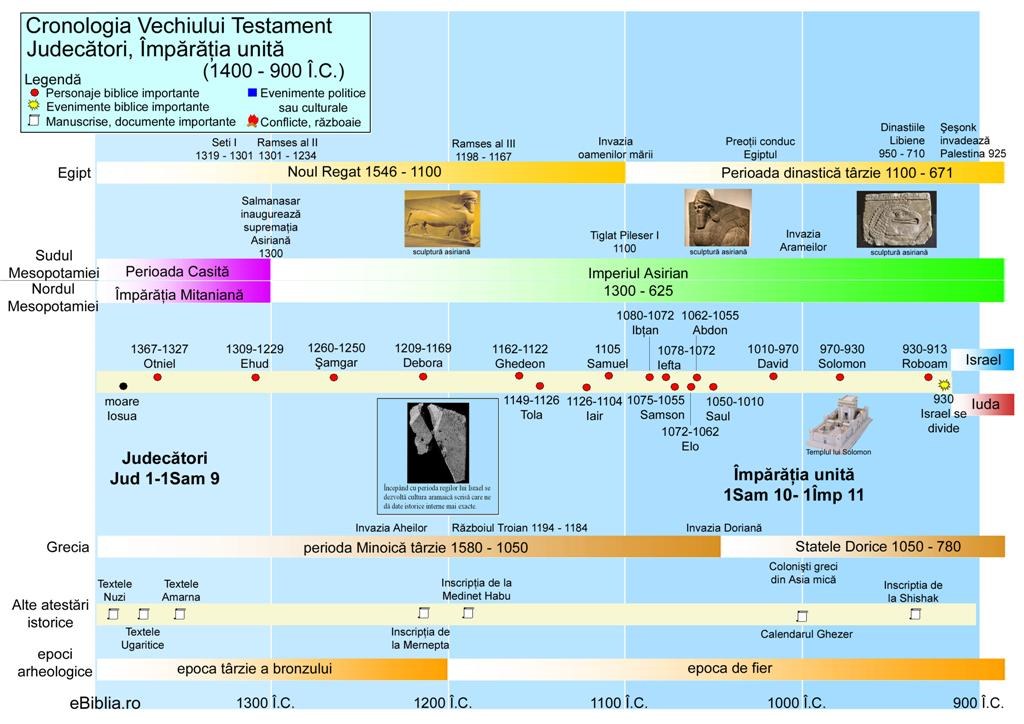 Cronologia Vechiului Testament
Judecători, Împărăția unită
(1400 - 900 Î.C.)
Legendă
Personaje biblice importante
Evenimente biblice importante
Manuscrise, documente importante
Evenimente politice
sau culturale
Conflicte, războaie
Seti I
1319 - 1301
Ramses al II
1301 - 1234
Ramses al III
1198 - 1167
Invazia
oamenilor mării
Preoții conduc
Egiptul
Dinastiile
Libiene
950 - 710
Șeșonk
invadează
Palestina 925
Egipt
Noul Regat 1546 - 1100
Perioada dinastică târzie 1100 - 671
Salmanasar
inaugurează
supremația
Asiriană
1300
sculptură asiriană
Tiglat Pileser I
1100
sculptură asiriană
Invazia
Arameilor
sculptură asiriană
Sudul
Mesopotamiei
Nordul
Mesopotamiei
Perioada Casită
Împărăția Mitaniană
Imperiul Asirian
1300 - 625
1367-1327
Otniel
1309-1229
Ehud
1260-1250
Șamgar
1209-1169
Debora
1162-1122
Ghedeon
1105
Samuel
1080-1072
Ibțan
1078-1072
Iefta
1062-1055
Abdon
1010-970
David
970-930
Solomon
930-913
Roboam
Israel
Iuda
moare
Iosua
1149-1126
Tola
1126-1104
Iair
1075-1055
Samson
1072-1062
Elo
1050-1010
Saul
930
Israel se
divide
Templul lui Solomon
Judecători
Jud 1-1Sam 9
Începând cu perioda regilor lui Israel se
dezvoltă cultura aramaică scrisă care ne
dă date istorice interne mai exacte.
Împărăția unită
1Sam 10- 1Împ 11
Invazia Aheilor
Războiul Troian 1194 - 1184
Invazia Doriană
Grecia
perioda Minoică târzie 1580 - 1050
Statele Dorice 1050 - 780
Coloniști greci
din Asia mică
Alte atestări
istorice
Textele
Nuzi
Textele
Ugaritice
Textele
Amarna
Inscripția de
la Mernepta
Inscripția de la
Medinet Habu
Calendarul Ghezer
Inscriptia de
la Shishak
epoci
arheologice
epoca târzie a bronzului
epoca de fier
eBiblia.ro
1300 Î.C.
1200 Î.C.
1100 Î.C.
1000 Î.C.
900 Î.C.